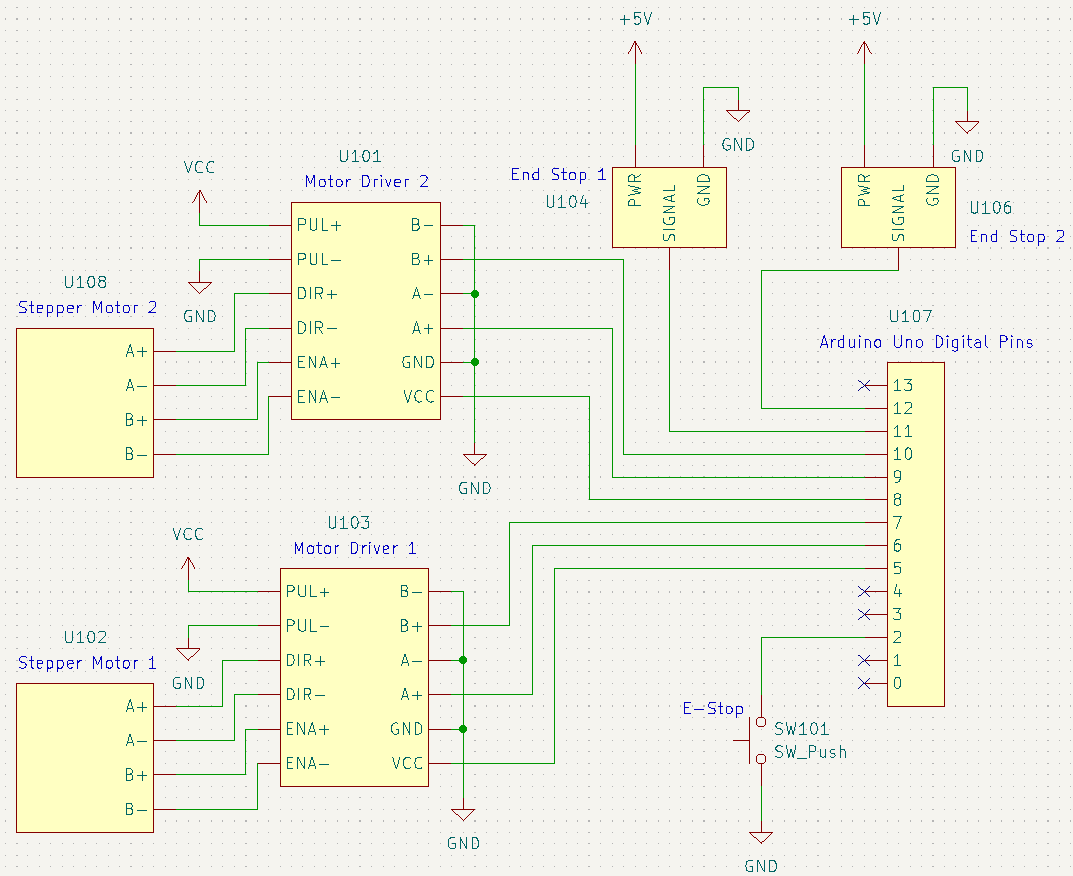 +5V
+5V
GND
GND
End Stop 1
U104
PWR
SIGNAL
GND
PWR
SIGNAL
GND
U106
End Stop 2
VCC
GND
U101
Motor Driver 2
PUL+
PUL-
DIR+
DIR-
ENA+
ENA-
B-
B+
A-
A+
GND
VCC
GND
U108
Stepper Motor 2
A+
A-
B+
B-
U107
Arduino Uno Digital Pins
13
12
11
10
9
8
7
6
5
4
3
2
1
0
VCC
GND
U103
Motor Driver 1
PUL+
PUL-
DIR+
DIR-
ENA+
ENA-
B-
B+
A-
A+
GND
VCC
GND
U102
Stepper Motor 1
A+
A-
B+
B-
E-Stop
SW101
SW_Push
GND